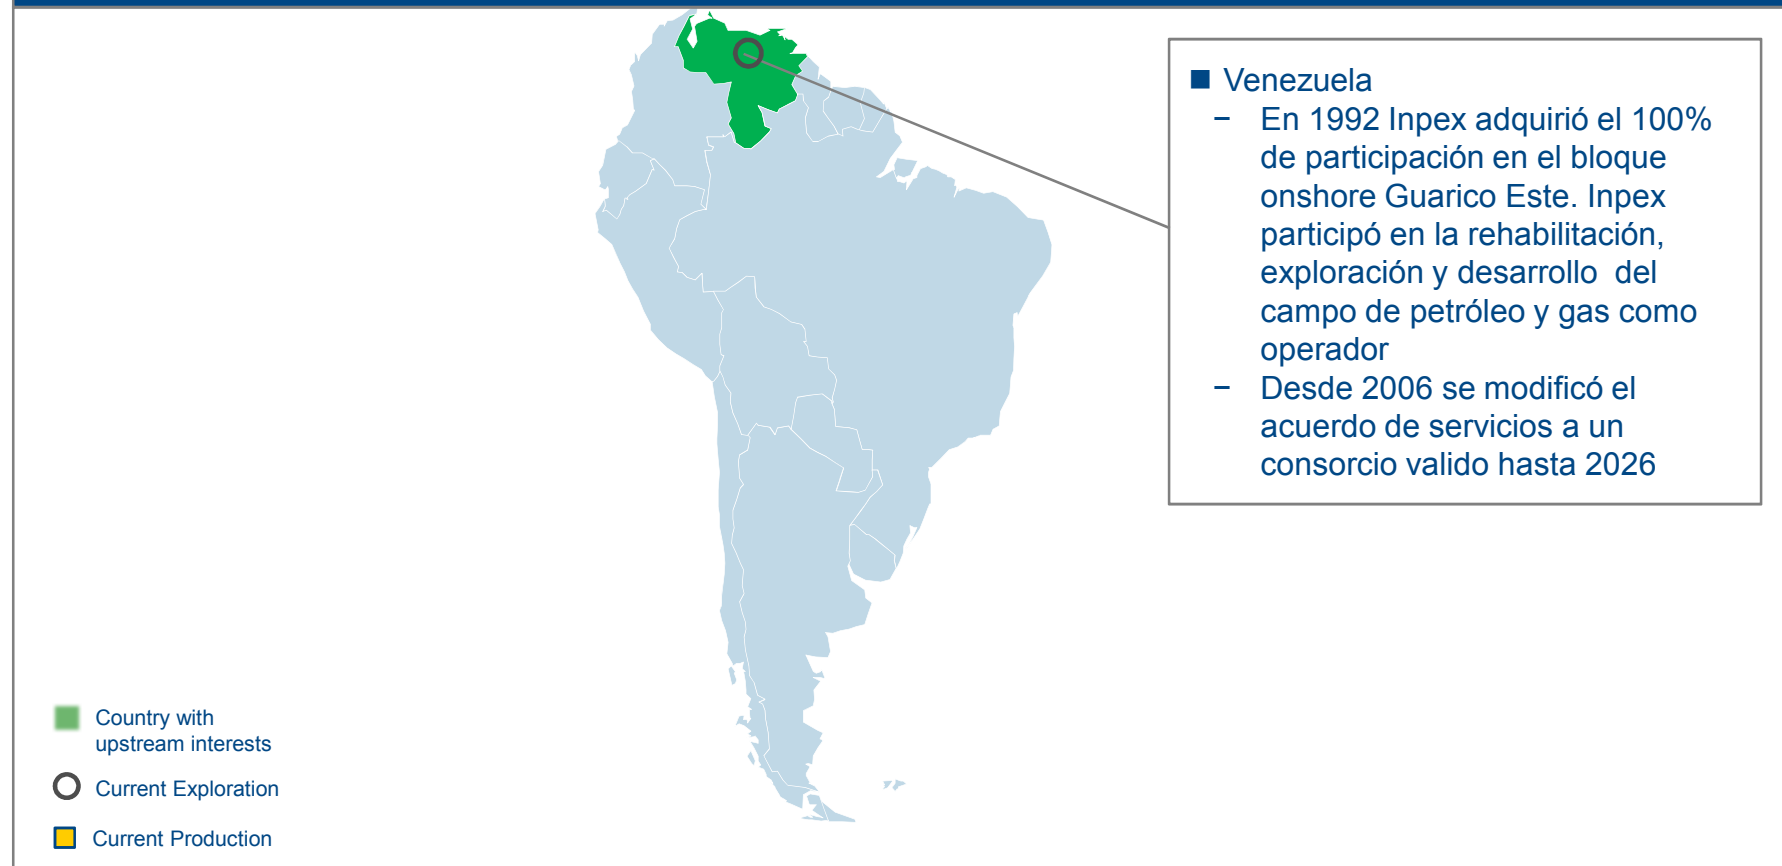 Venezuela
– En 1992 Inpex adquirió el 100%
de participación en el bloque
onshore Guarico Este. Inpex
participó en la rehabilitación,
exploración y desarrollo del
campo de petróleo y gas como
operador
– Desde 2006 se modificó el
acuerdo de servicios a un
consorcio valido hasta 2026
Country with
upstream interests
Current Exploration
Current Production